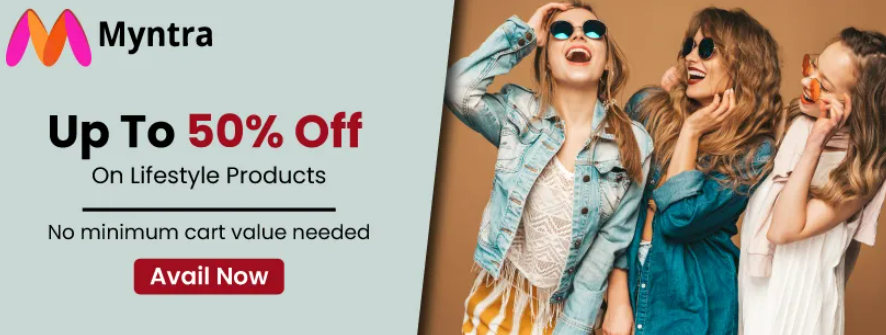 Myntra
Up To 50% Off
On Lifestyle Products
No minimum cart value needed
Avail Now